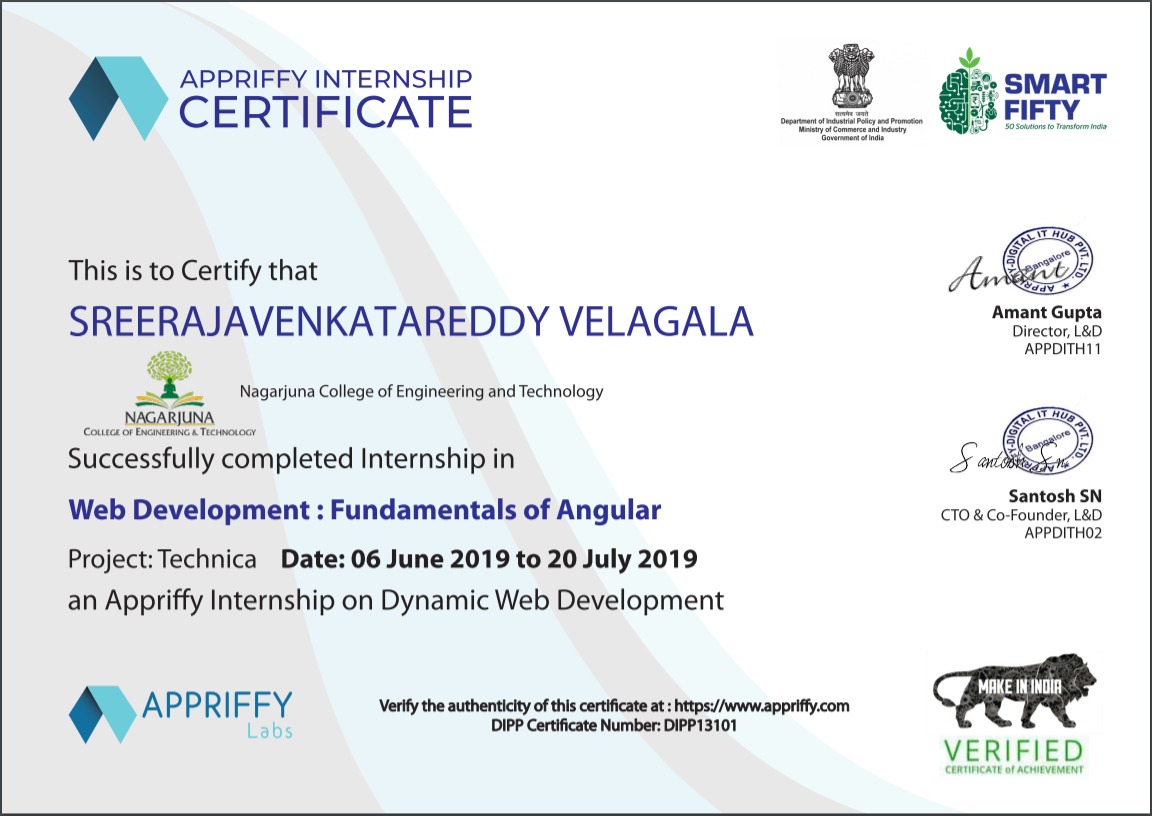 APPRIFFY INTERNSHIP
CERTIFICATE
सत्यमेव जयते
Department of Industrial Policy and Promotion
Ministry of Commerce and Industry
Government of India
SMART
FIFTY
50 Solutions to Transform India
This is to Certify that
SREERAJAVENKATAREDDY VELAGALA
NAGARJUNA
COLLEGE OF ENGINEERING & TECHNOLOGY
Nagarjuna College of Engineering and Technology
Successfully completed Internship in
Web Development : Fundamentals of Angular
Project: Technica Date: 06 June 2019 to 20 July 2019
an Appriffy Internship on Dynamic Web Development
APPRIFFY-DIGITAL IT HUB PVT. LTD.
Bangalore
Amant
Amant Gupta
Director, L&D
APPDITH11
APPRIFFY-DIGITAL IT HUB PVT. LTD.
Bangalore
Santosh Sn
Santosh SN
CTO & Co-Founder, L&D
APPDITH02
APPRIFFY
Labs
Verify the authenticity of this certificate at : https://www.appriffy.com
DIPP Certificate Number: DIPP13101
MAKE IN INDIA
VERIFIED
CERTIFICATE of ACHIEVEMENT